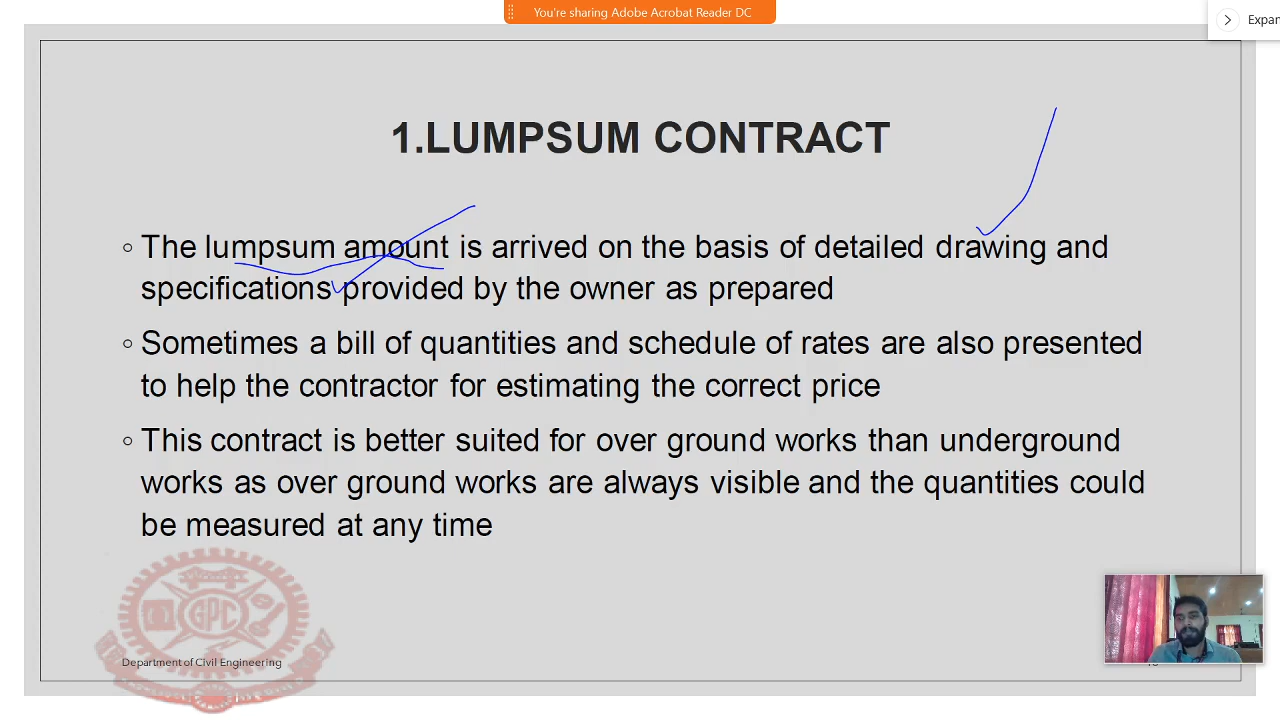 You're sharing Adobe Acrobat Reader DC
Expan
1.LUMPSUM CONTRACT
◦ The lumpsum amount is arrived on the basis of detailed drawing and
specifications provided by the owner as prepared
◦ Sometimes a bill of quantities and schedule of rates are also presented
to help the contractor for estimating the correct price
◦ This contract is better suited for over ground works than underground
works as over ground works are always visible and the quantities could
be measured at any time
GPC
Department of Civil Engineering